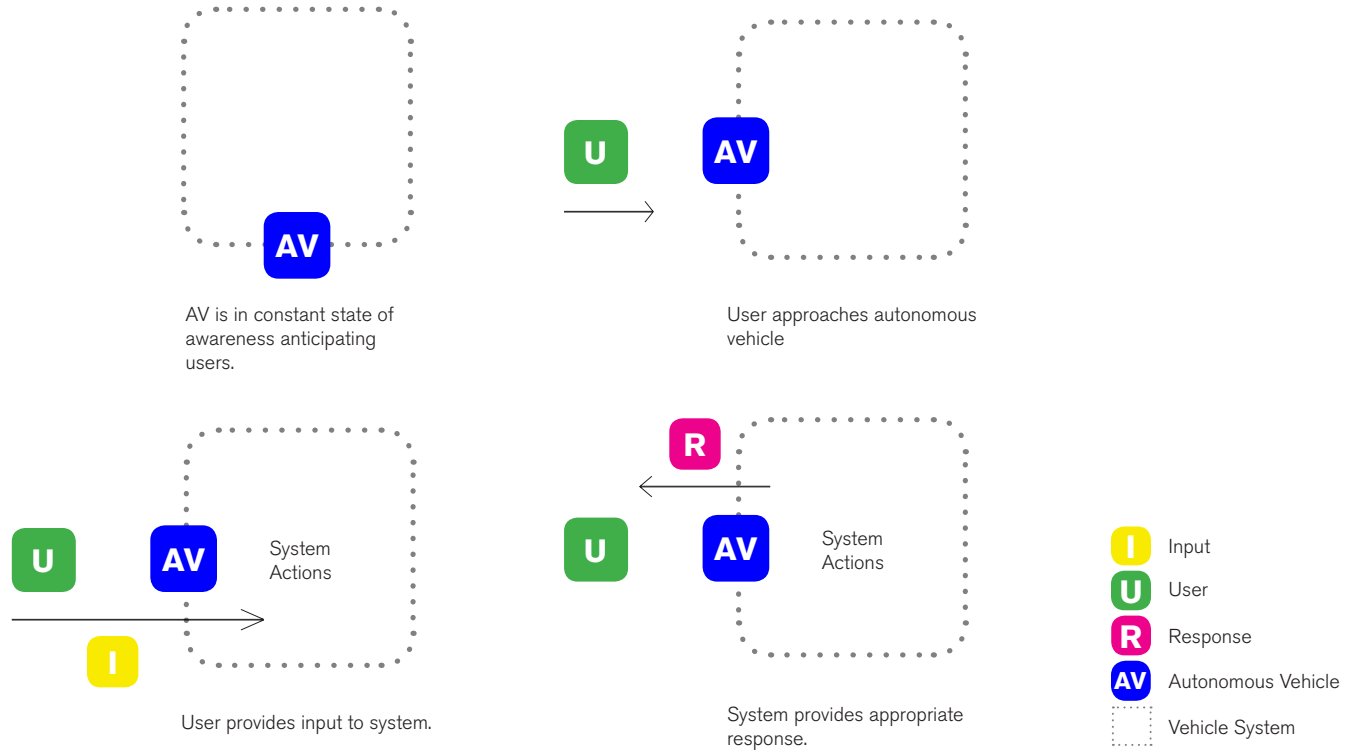 AV
AV is in constant state of
awareness anticipating
users.
U
AV
User approaches autonomous
vehicle
U
AV
System
Actions
I
User provides input to system.
R
U
AV
System
Actions
System provides appropriate
response.
I Input
U User
R Response
AV Autonomous Vehicle
Vehicle System